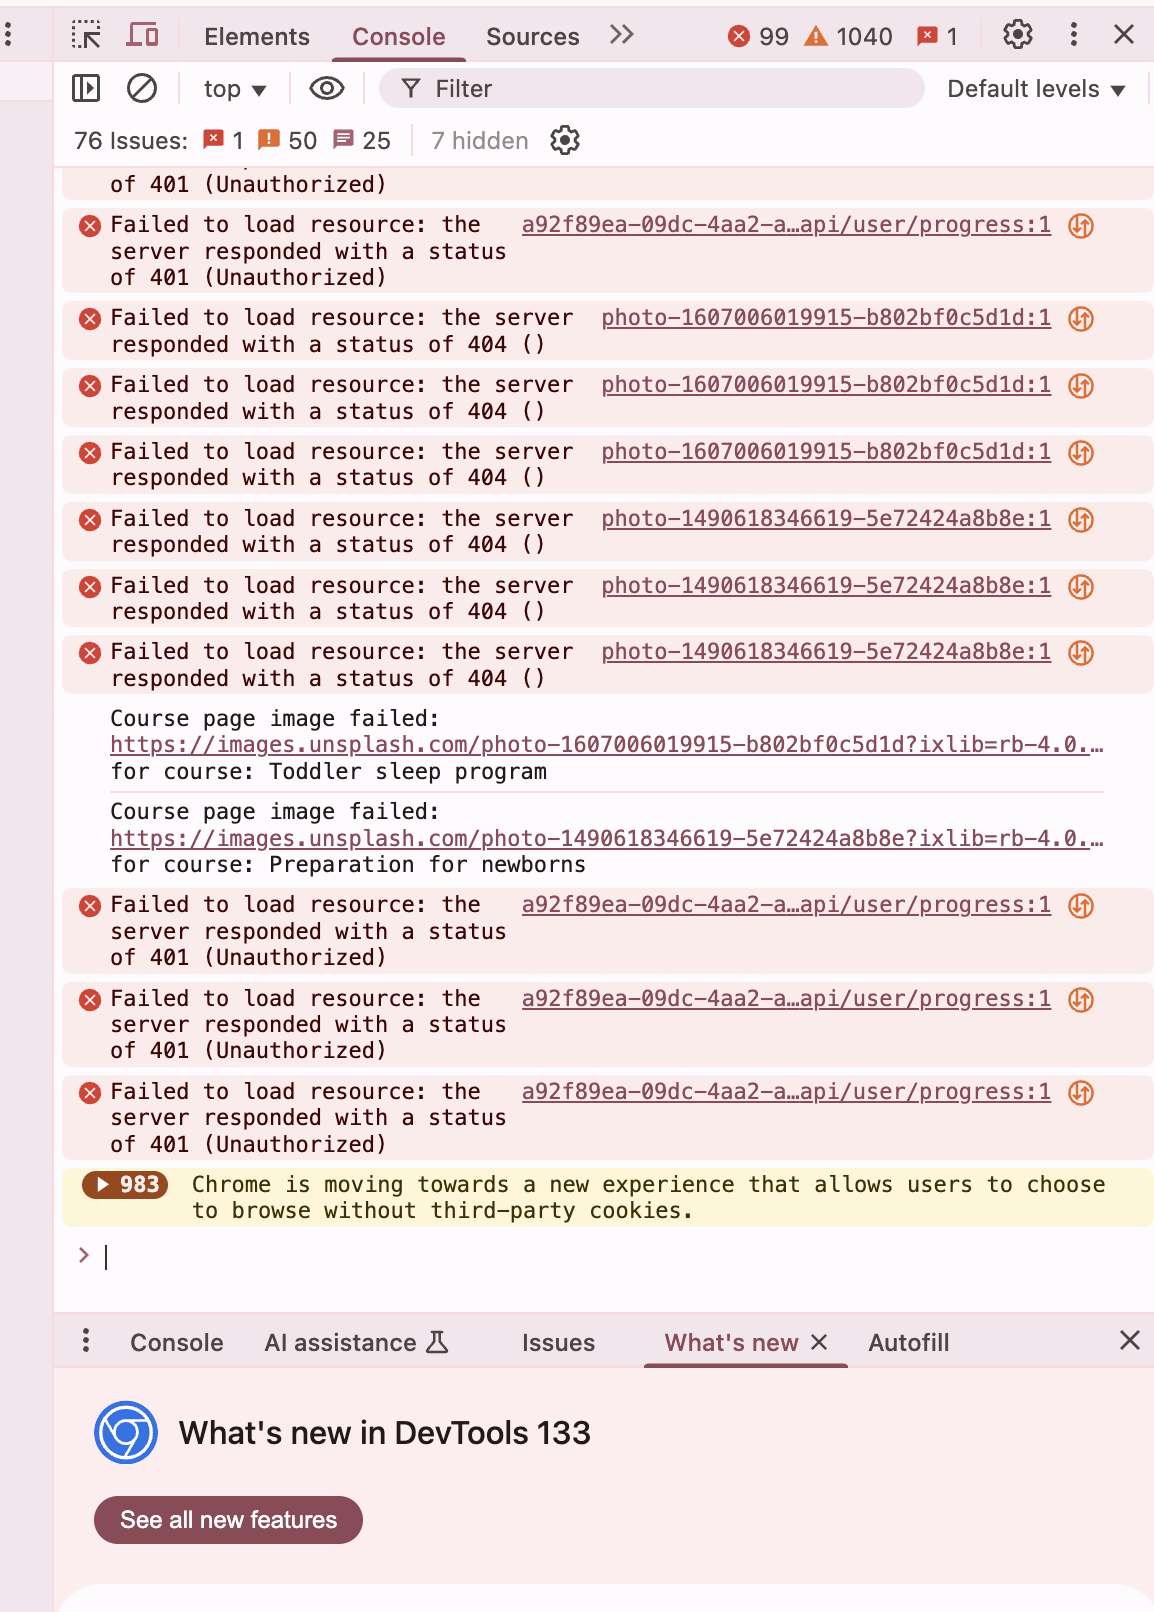 Elements Console Sources 99 1040 1
top Filter Default levels
76 Issues: 1 50 25 7 hidden
of 401 (Unauthorized)
Failed to load resource: the a92f89ea-09dc-4aa2-a…api/user/progress:1
server responded with a status
of 401 (Unauthorized)
Failed to load resource: the server photo-1607006019915-b802bf0c5d1d:1
responded with a status of 404 ()
Failed to load resource: the server photo-1607006019915-b802bf0c5d1d:1
responded with a status of 404 ()
Failed to load resource: the server photo-1607006019915-b802bf0c5d1d:1
responded with a status of 404 ()
Failed to load resource: the server photo-1490618346619-5e72424a8b8e:1
responded with a status of 404 ()
Failed to load resource: the server photo-1490618346619-5e72424a8b8e:1
responded with a status of 404 ()
Failed to load resource: the server photo-1490618346619-5e72424a8b8e:1
responded with a status of 404 ()
Course page image failed:
https://images.unsplash.com/photo-1607006019915-b802bf0c5d1d?ixlib=rb-4.0.…
for course: Toddler sleep program
Course page image failed:
https://images.unsplash.com/photo-1490618346619-5e72424a8b8e?ixlib=rb-4.0.…
for course: Preparation for newborns
Failed to load resource: the a92f89ea-09dc-4aa2-a…api/user/progress:1
server responded with a status
of 401 (Unauthorized)
Failed to load resource: the a92f89ea-09dc-4aa2-a…api/user/progress:1
server responded with a status
of 401 (Unauthorized)
Failed to load resource: the a92f89ea-09dc-4aa2-a…api/user/progress:1
server responded with a status
of 401 (Unauthorized)
983 Chrome is moving towards a new experience that allows users to choose
to browse without third-party cookies.
Console AI assistance Issues What's new Autofill
What's new in DevTools 133
See all new features